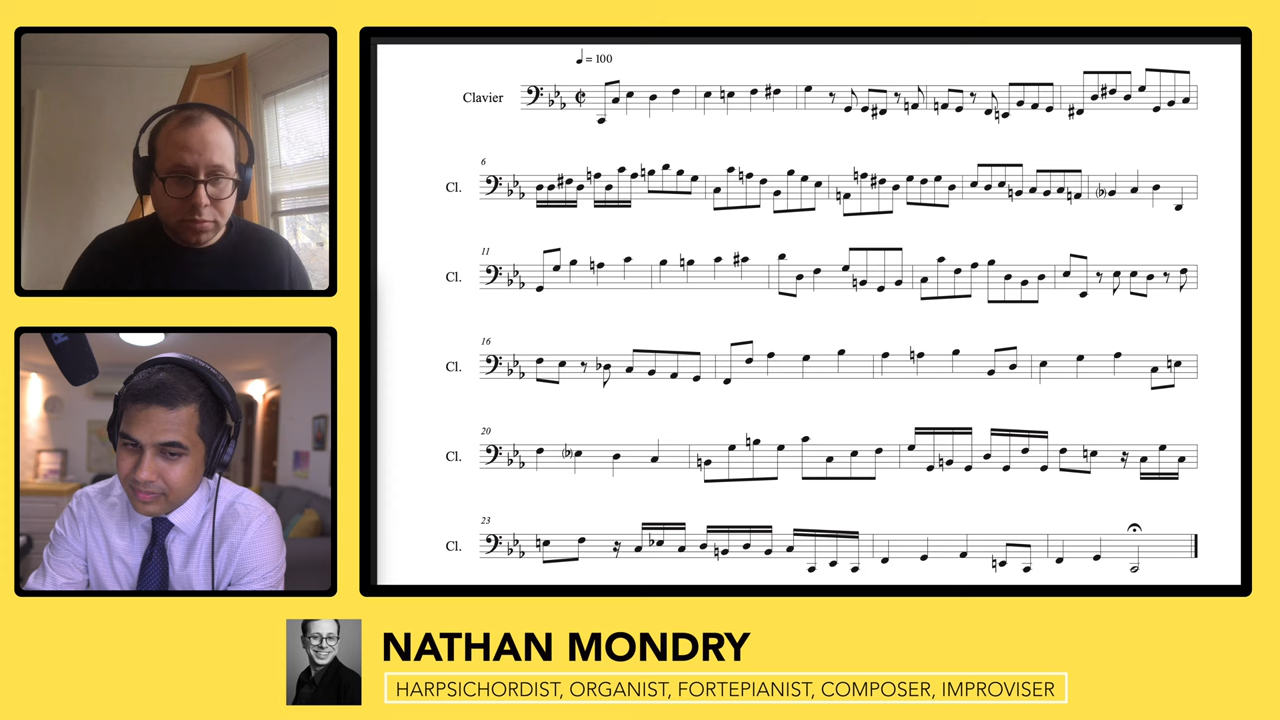 = 100
Clavier
6
Cl.
11
Cl.
16
Cl.
20
Cl.
23
Cl.
NATHAN MONDRY
HARPSICHORDIST, ORGANIST, FORTEPIANIST, COMPOSER, IMPROVISER